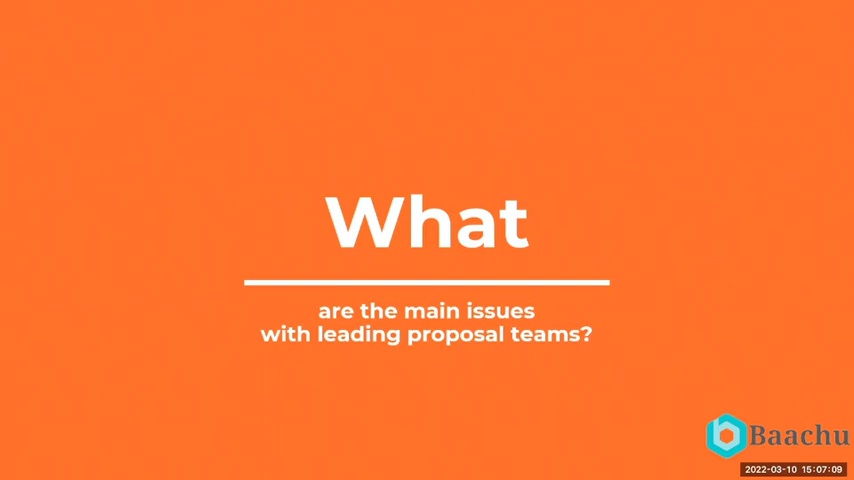 What
are the main issues
with leading proposal teams?
Baachu
2022-03-10 15:07:09